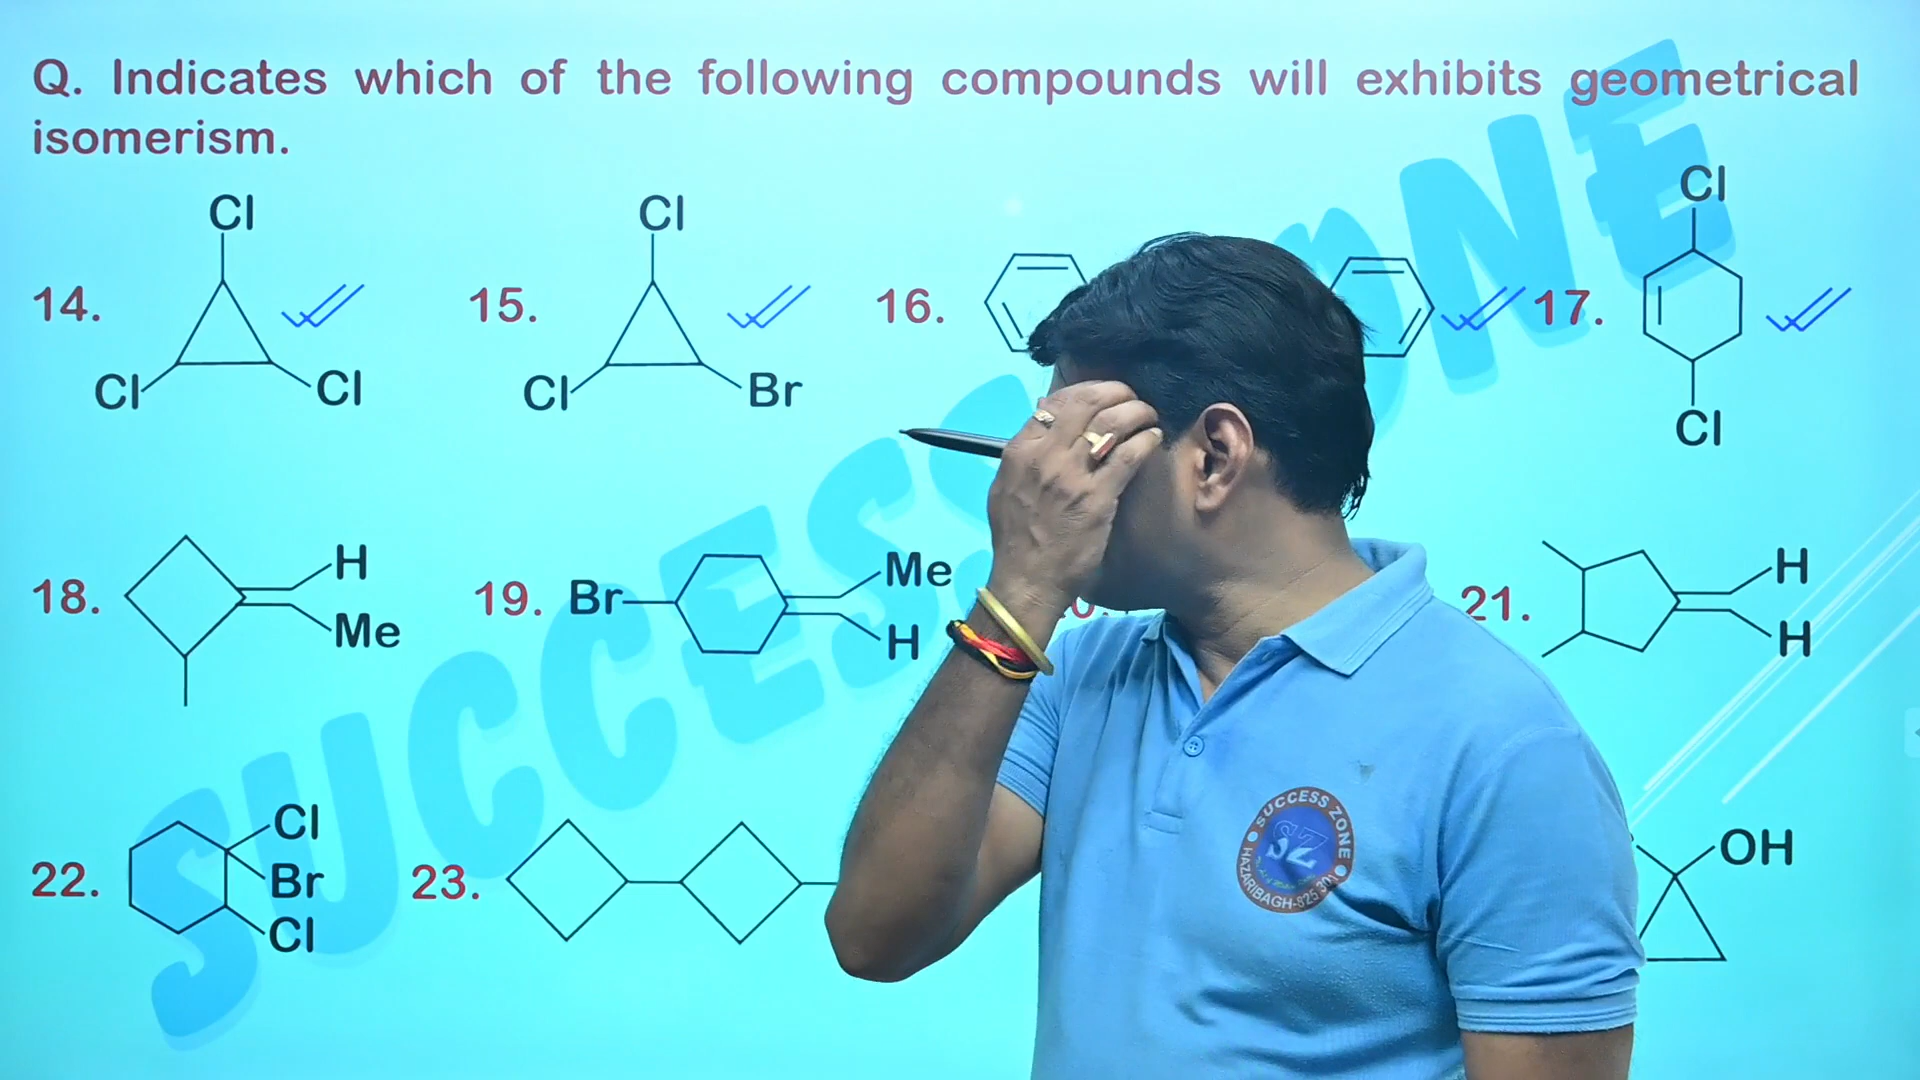 Q. Indicates which of the following compounds will exhibits geometrical
isomerism.
14.
Cl
Cl
Cl
15.
Cl
Cl
Br
16.
17.
Cl
Cl
18.
H
Me
19.
Br
Me
H
21.
H
H
22.
Cl
Br
Cl
23.
OH
SUCCESS ZONE
SZ
HAZARIBAGH-825 301